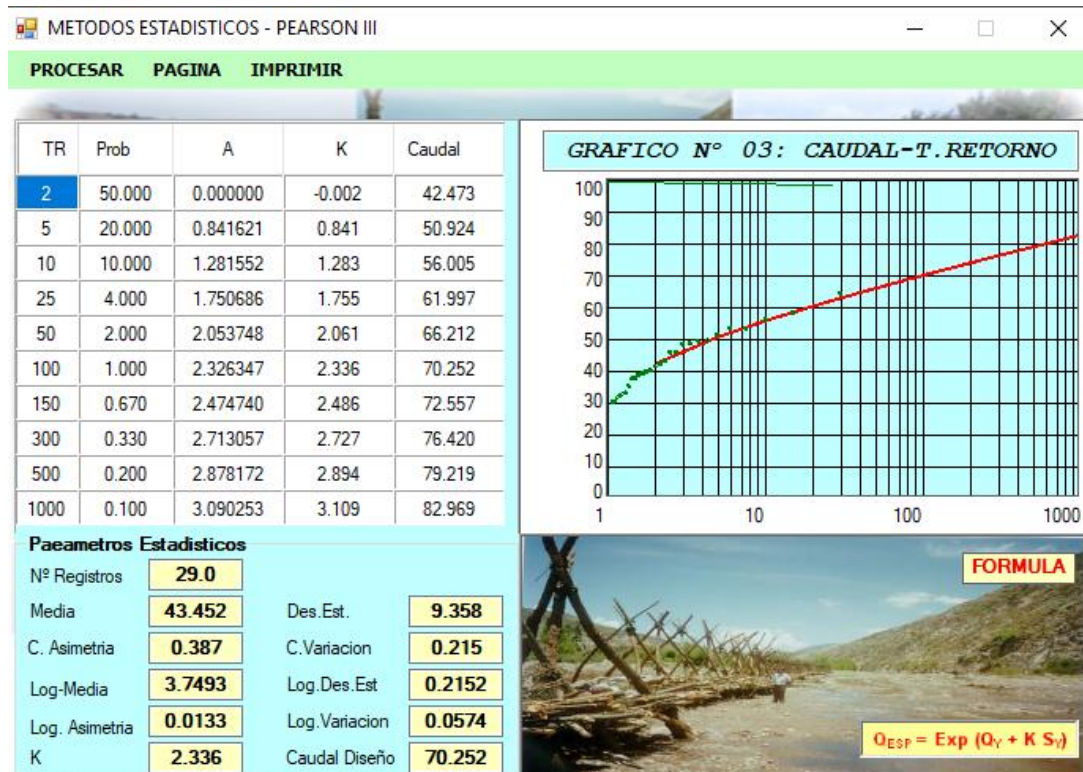 METODOS ESTADISTICOS - PEARSON III
PROCESAR PAGINA IMPRIMIR
TR Prob A K Caudal
2 50.000 0.000000 -0.002 42.473
5 20.000 0.841621 0.841 50.924
10 10.000 1.281552 1.283 56.005
25 4.000 1.750686 1.755 61.997
50 2.000 2.053748 2.061 66.212
100 1.000 2.326347 2.336 70.252
150 0.670 2.474740 2.486 72.557
300 0.330 2.713057 2.727 76.420
500 0.200 2.878172 2.894 79.219
1000 0.100 3.090253 3.109 82.969
GRAFICO Nº 03: CAUDAL-T.RETORNO
100
90
80
70
60
50
40
30
20
10
0
1 10 100 1000
Paeametros Estadisticos
Nº Registros 29.0
Media 43.452 Des.Est. 9.358
C. Asimetria 0.387 C.Variacion 0.215
Log-Media 3.7493 Log.Des.Est 0.2152
Log. Asimetria 0.0133 Log.Variacion 0.0574
K 2.336 Caudal Diseño 70.252
FORMULA
QESP = Exp (QY + K SY)